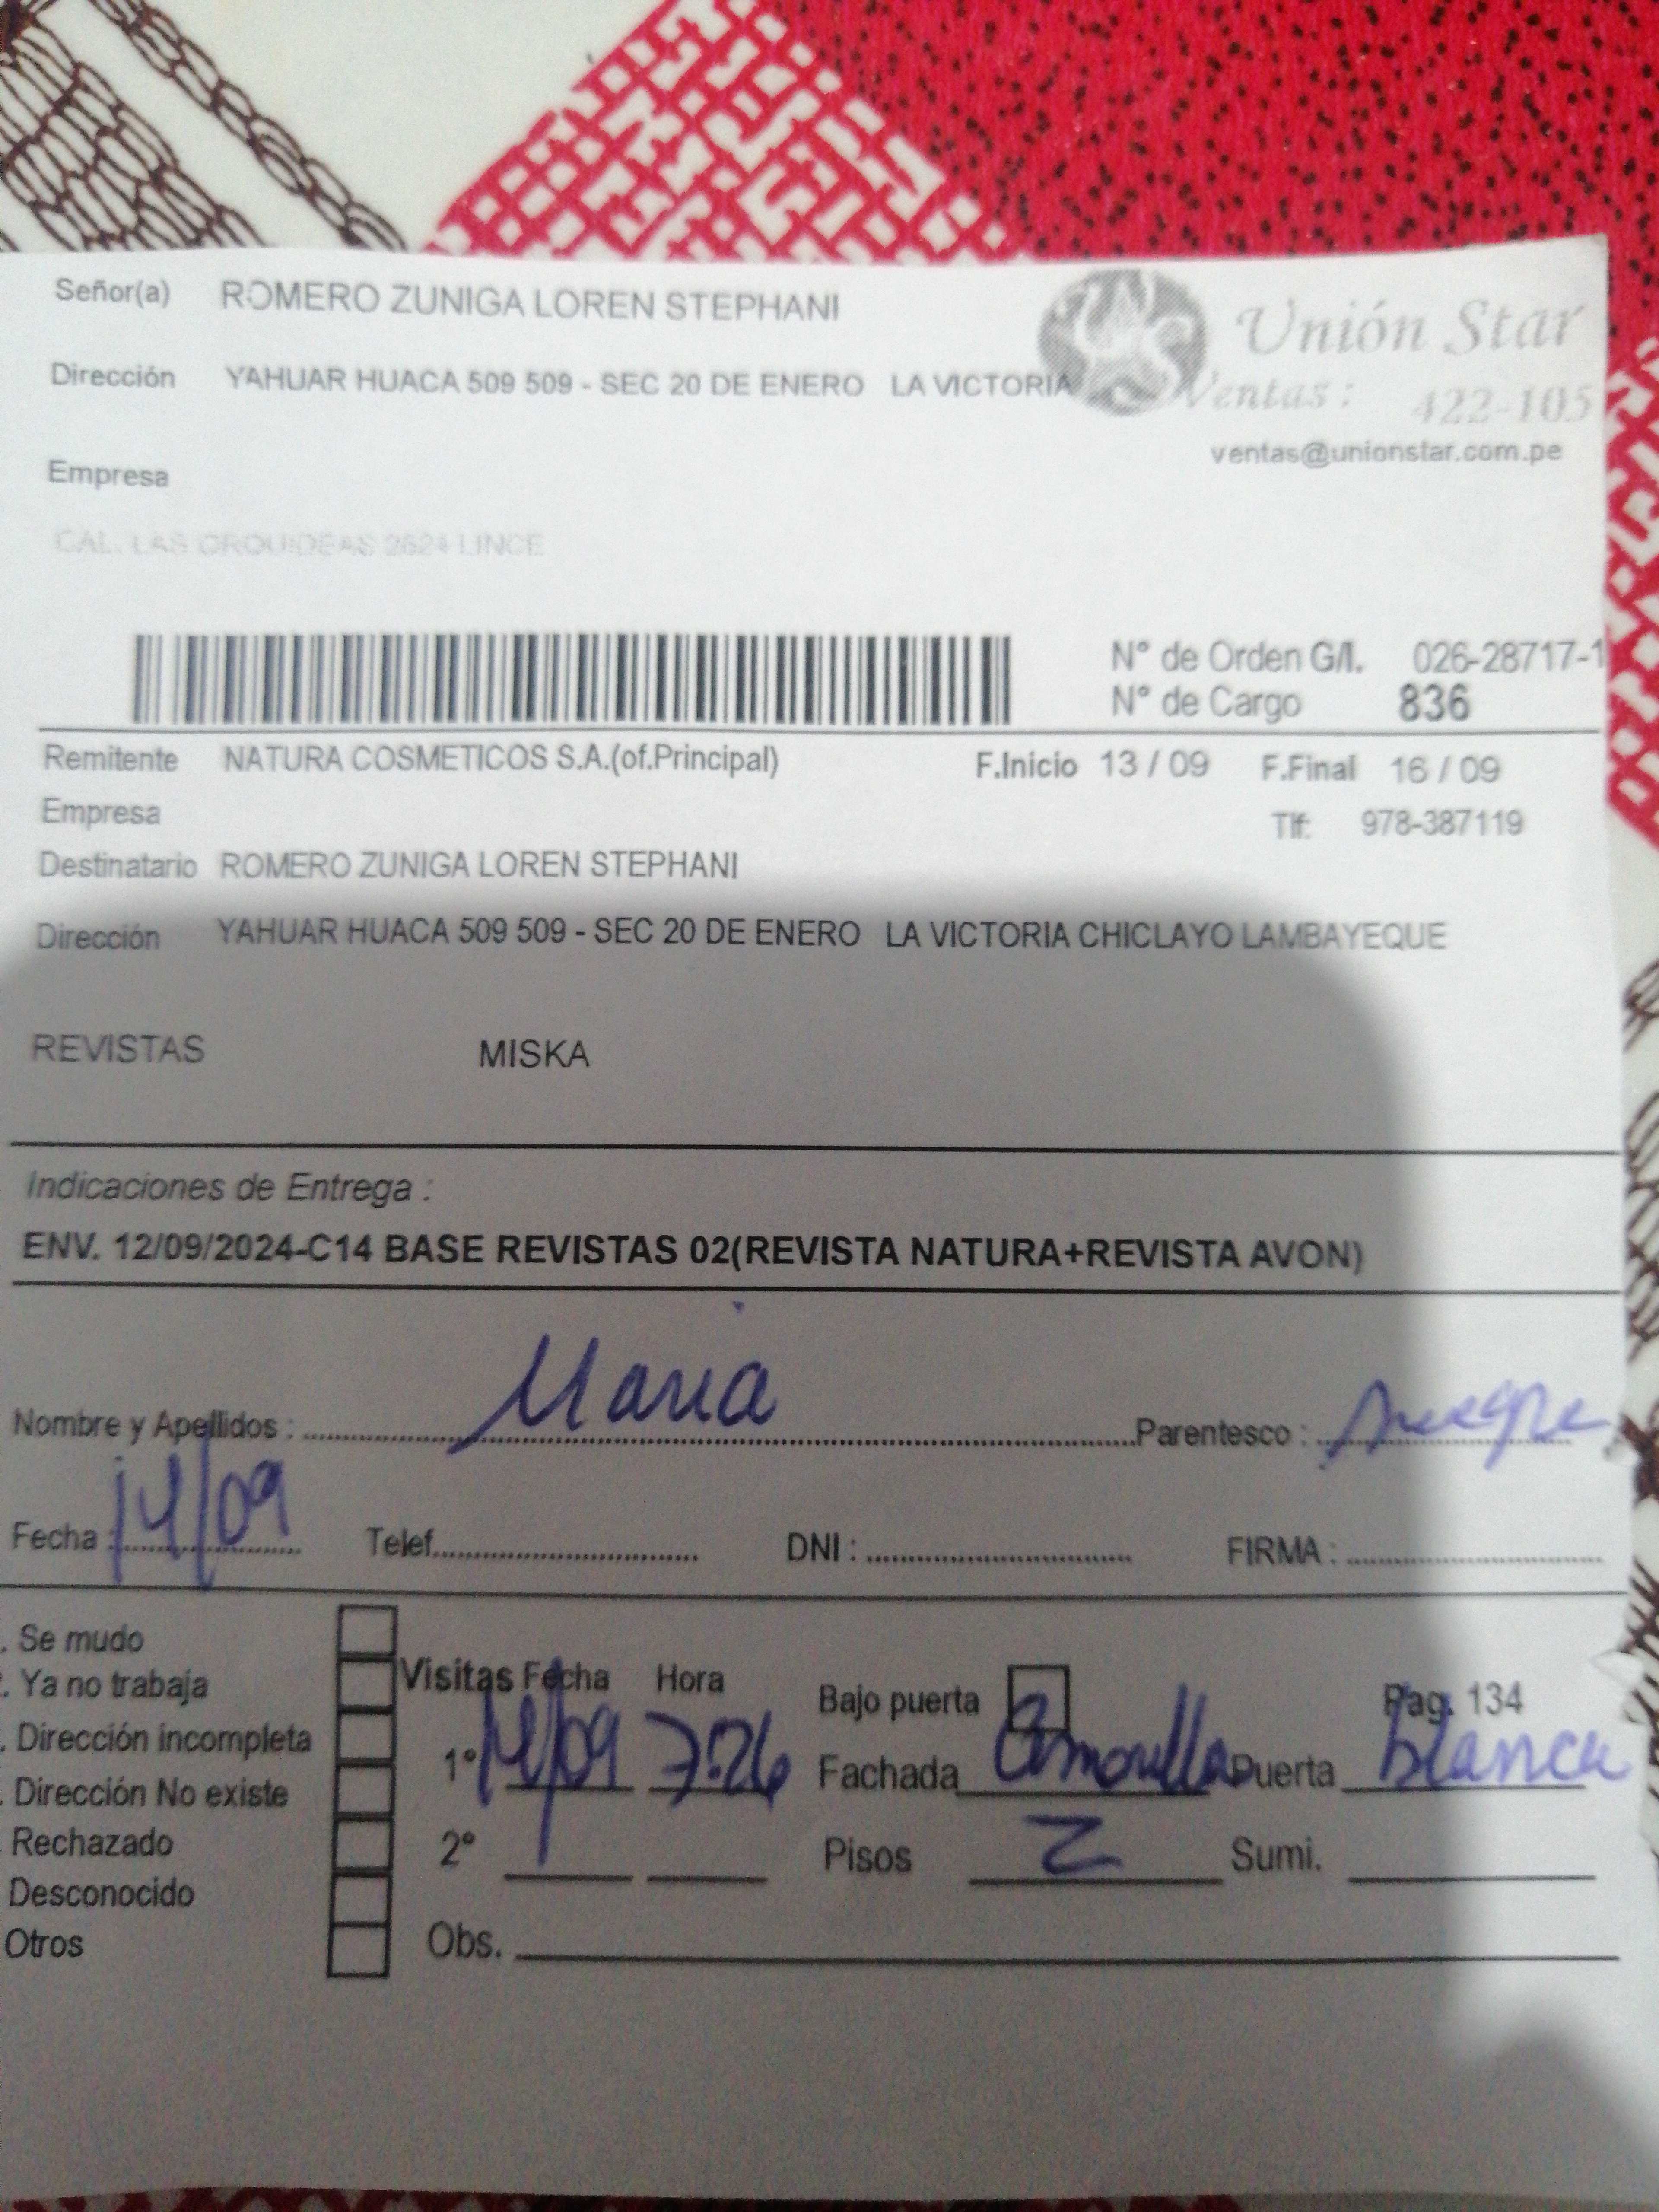 Señor(a) ROMERO ZUNIGA LOREN STEPHANI
Unión Star
Dirección YAHUAR HUACA 509 509 - SEC 20 DE ENERO LA VICTORIA
Ventas: 422-105
ventas@unionstar.com.pe
Empresa
CAL. LAS ORQUIDEAS 2624 LINCE
N° de Orden G/I. 026-28717-1
N° de Cargo 836
Remitente NATURA COSMETICOS S.A.(of.Principal) F.Inicio 13 / 09 F.Final 16 / 09
Empresa Tlf: 978-387119
Destinatario ROMERO ZUNIGA LOREN STEPHANI
Dirección YAHUAR HUACA 509 509 - SEC 20 DE ENERO LA VICTORIA CHICLAYO LAMBAYEQUE
REVISTAS MISKA
Indicaciones de Entrega :
ENV. 12/09/2024-C14 BASE REVISTAS 02(REVISTA NATURA+REVISTA AVON)
Nombre y Apellidos : Maria Parentesco :
Fecha : 14/09 Telef. DNI : FIRMA :
. Se mudo
. Ya no trabaja Visitas Fecha Hora Bajo puerta Pag. 134
. Dirección incompleta 1° 14/09 7:26 Fachada Puerta blanca
. Dirección No existe
Rechazado 2° Pisos 2 Sumi.
Desconocido
Otros Obs.